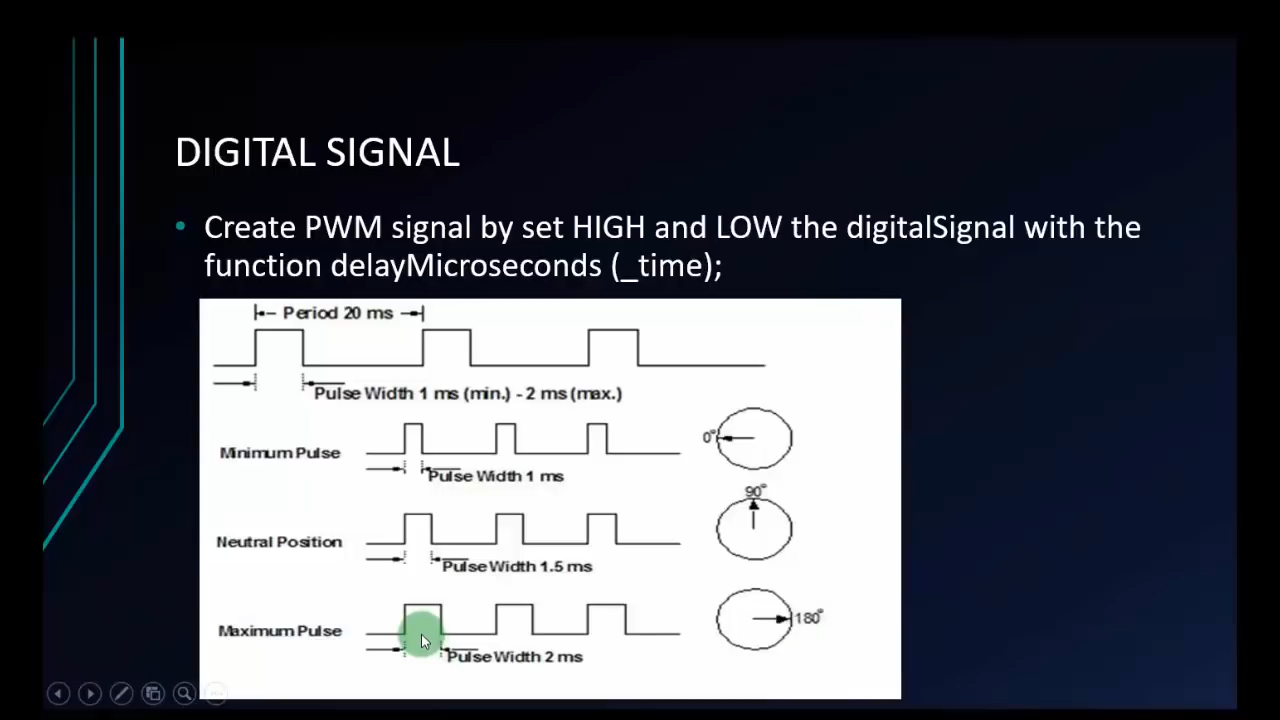 DIGITAL SIGNAL
• Create PWM signal by set HIGH and LOW the digitalSignal with the
function delayMicroseconds (_time);
Period 20 ms
Pulse Width 1 ms (min.) - 2 ms (max.)
0°
Minimum Pulse
Pulse Width 1 ms
90°
Neutral Position
Pulse Width 1.5 ms
180°
Maximum Pulse
Pulse Width 2 ms